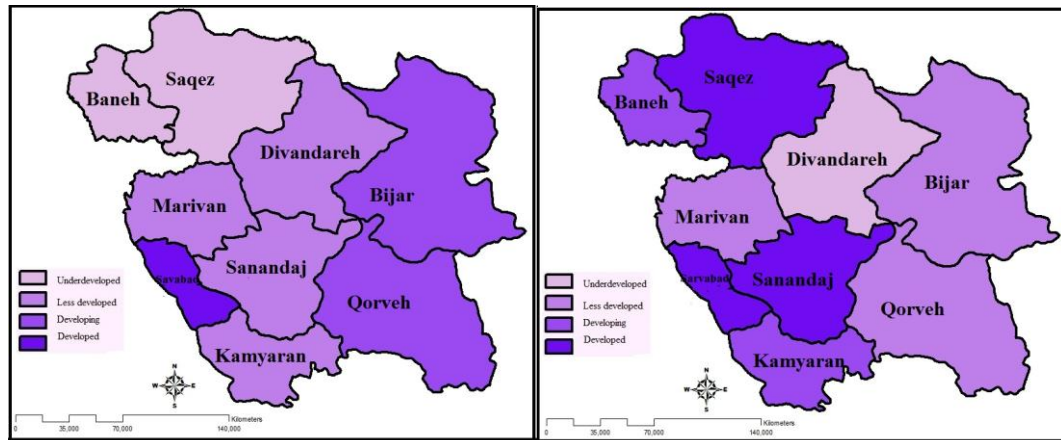 Saqez
Baneh
Divandareh
Bijar
Marivan
Sanandaj
Savabad
Qorveh
Kamyaran
Underdeveloped
Less developed
Developing
Developed
N
W E
S
Kilometers
0 35,000 70,000 140,000
Saqez
Baneh
Divandareh
Bijar
Marivan
Sanandaj
Sarvabad
Qorveh
Kamyaran
Underdeveloped
Less developed
Developing
Developed
N
W E
S
Kilometers
0 35,000 70,000 140,000